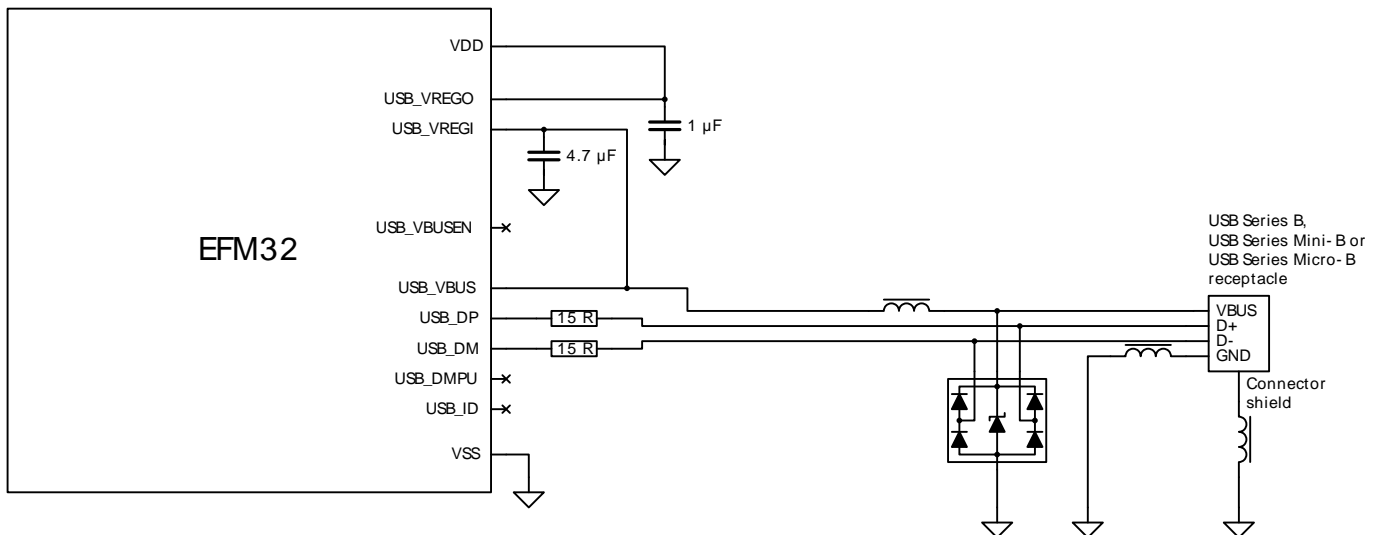 VDD
USB_VREGO
USB_VREGI
1 µF
4.7 µF
USB_VBUSEN
EFM32
USB Series B,
USB Series Mini-B or
USB Series Micro-B
receptacle
USB_VBUS
USB_DP
15 R
USB_DM
15 R
USB_DMPU
USB_ID
VSS
VBUS
D+
D-
GND
Connector
shield